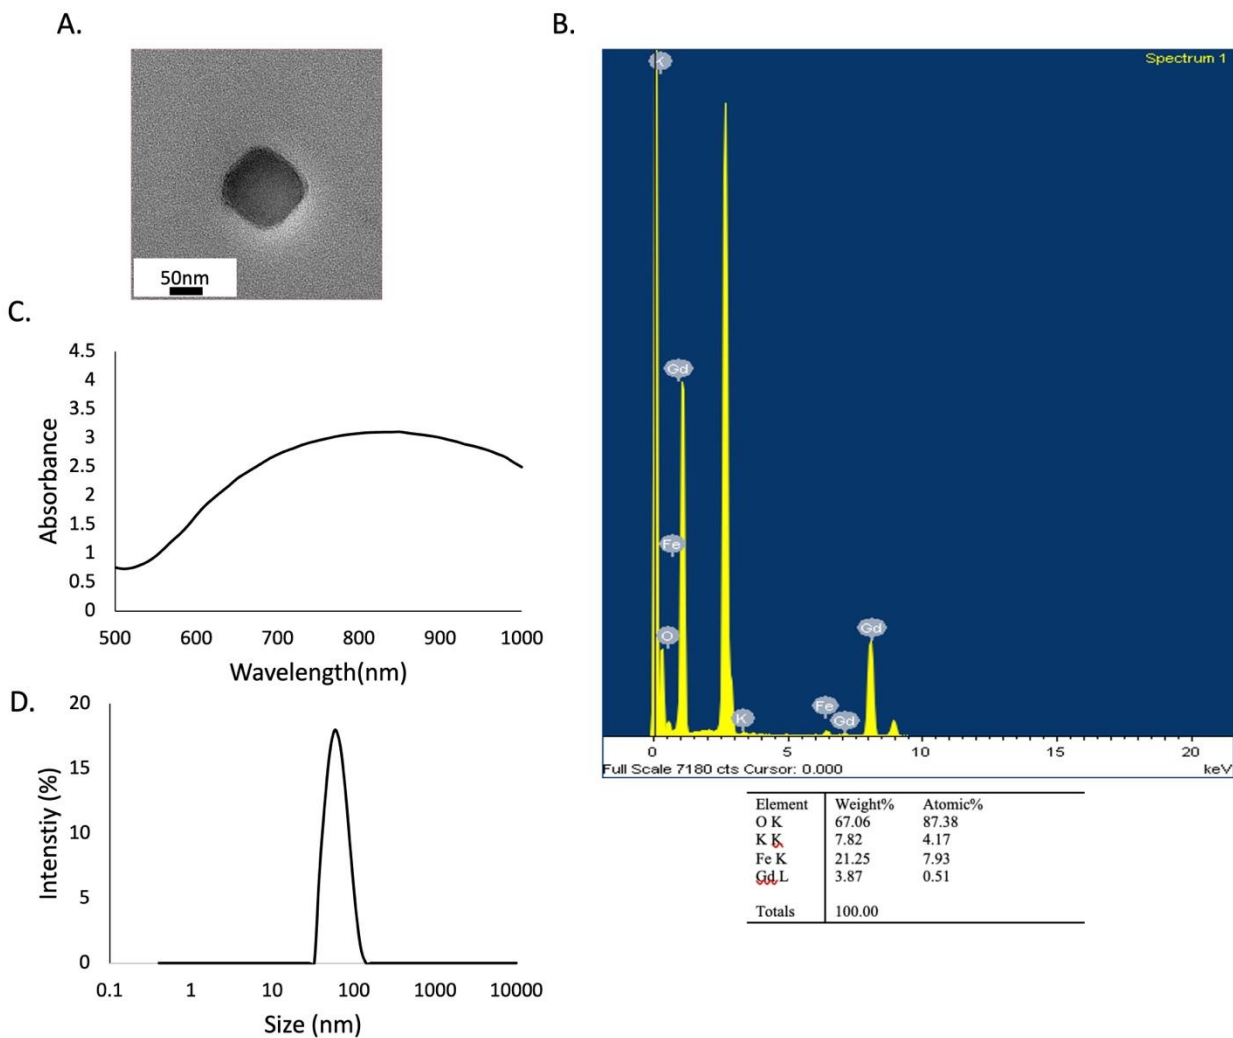 A.
50nm
B.
Spectrum 1
K
Gd
Fe
O
K
Fe
Gd
Gd
0 5 10 15 20
Full Scale 7180 cts Cursor: 0.000 keV
Element Weight% Atomic%
O K 67.06 87.38
K K 7.82 4.17
Fe K 21.25 7.93
Gd L 3.87 0.51
Totals 100.00
C.
Absorbance
4.5
4
3.5
3
2.5
2
1.5
1
0.5
0
500 600 700 800 900 1000
Wavelength(nm)
D.
Intenstiy (%)
20
15
10
5
0
0.1 1 10 100 1000 10000
Size (nm)